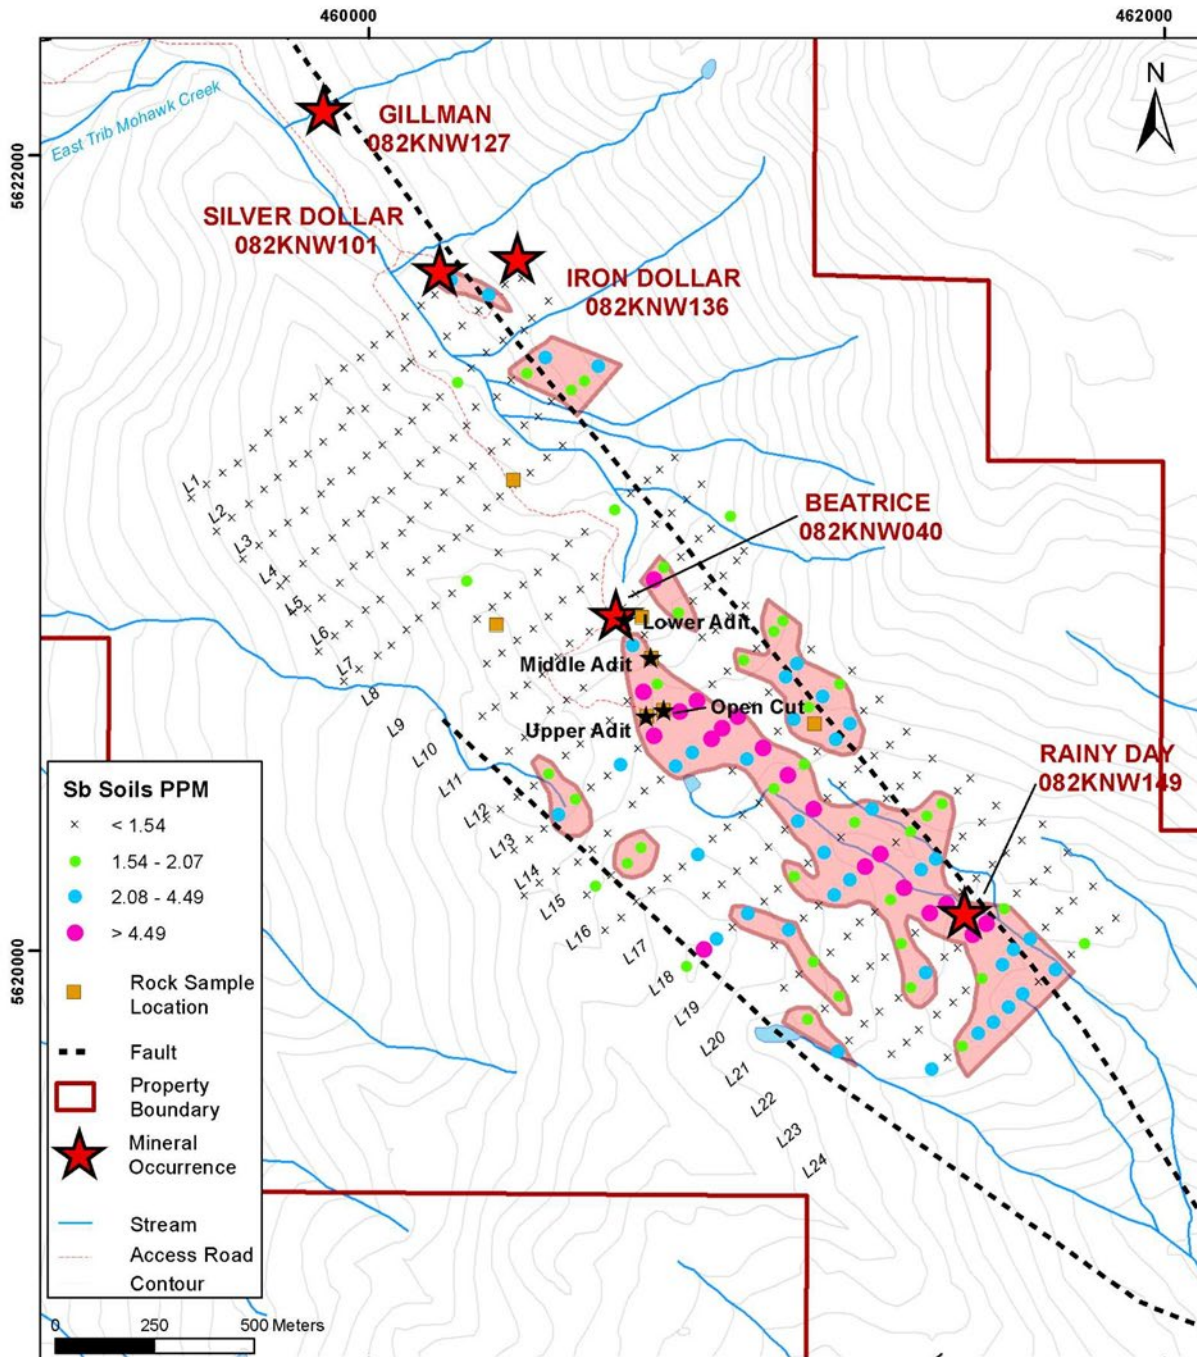 460000
462000
N
East Trib Mohawk Creek
GILLMAN
082KNW127
5622000
SILVER DOLLAR
082KNW101
IRON DOLLAR
082KNW136
L1
L2
L3
L4
L5
L6
L7
L8
L9
L10
L11
L12
L13
L14
L15
L16
L17
L18
L19
L20
L21
L22
L23
L24
BEATRICE
082KNW040
Lower Adit
Middle Adit
Open Cut
Upper Adit
RAINY DAY
082KNW149
5620000
Sb Soils PPM
< 1.54
1.54 - 2.07
2.08 - 4.49
> 4.49
Rock Sample
Location
Fault
Property
Boundary
Mineral
Occurrence
Stream
Access Road
Contour
0 250 500 Meters